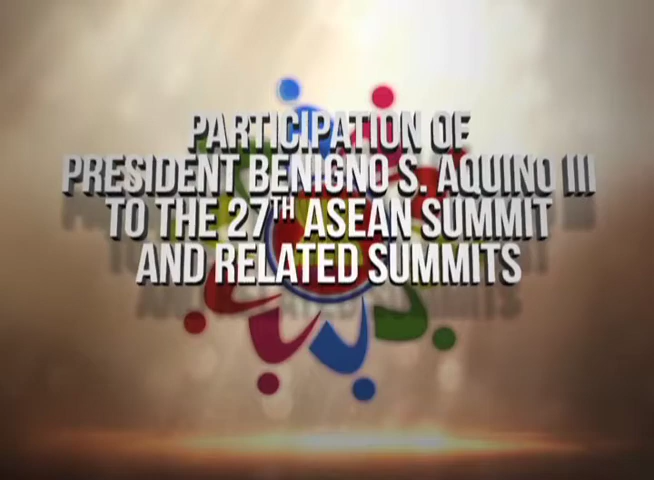 PARTICIPATION OF
PRESIDENT BENIGNO S. AQUINO III
TO THE 27TH ASEAN SUMMIT
AND RELATED SUMMITS